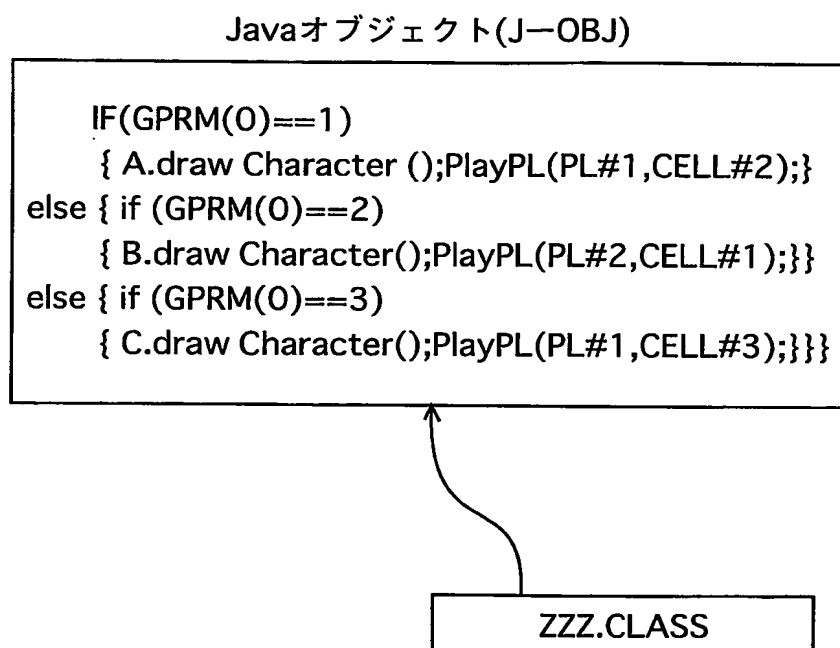 Javaオブジェクト(J—OBJ)
IF(GPRM(0)==1)
{ A.draw Character ();PlayPL(PL#1,CELL#2);}
else { if (GPRM(0)==2)
{ B.draw Character();PlayPL(PL#2,CELL#1);}}
else { if (GPRM(0)==3)
{ C.draw Character();PlayPL(PL#1,CELL#3);}}}
ZZZ.CLASS